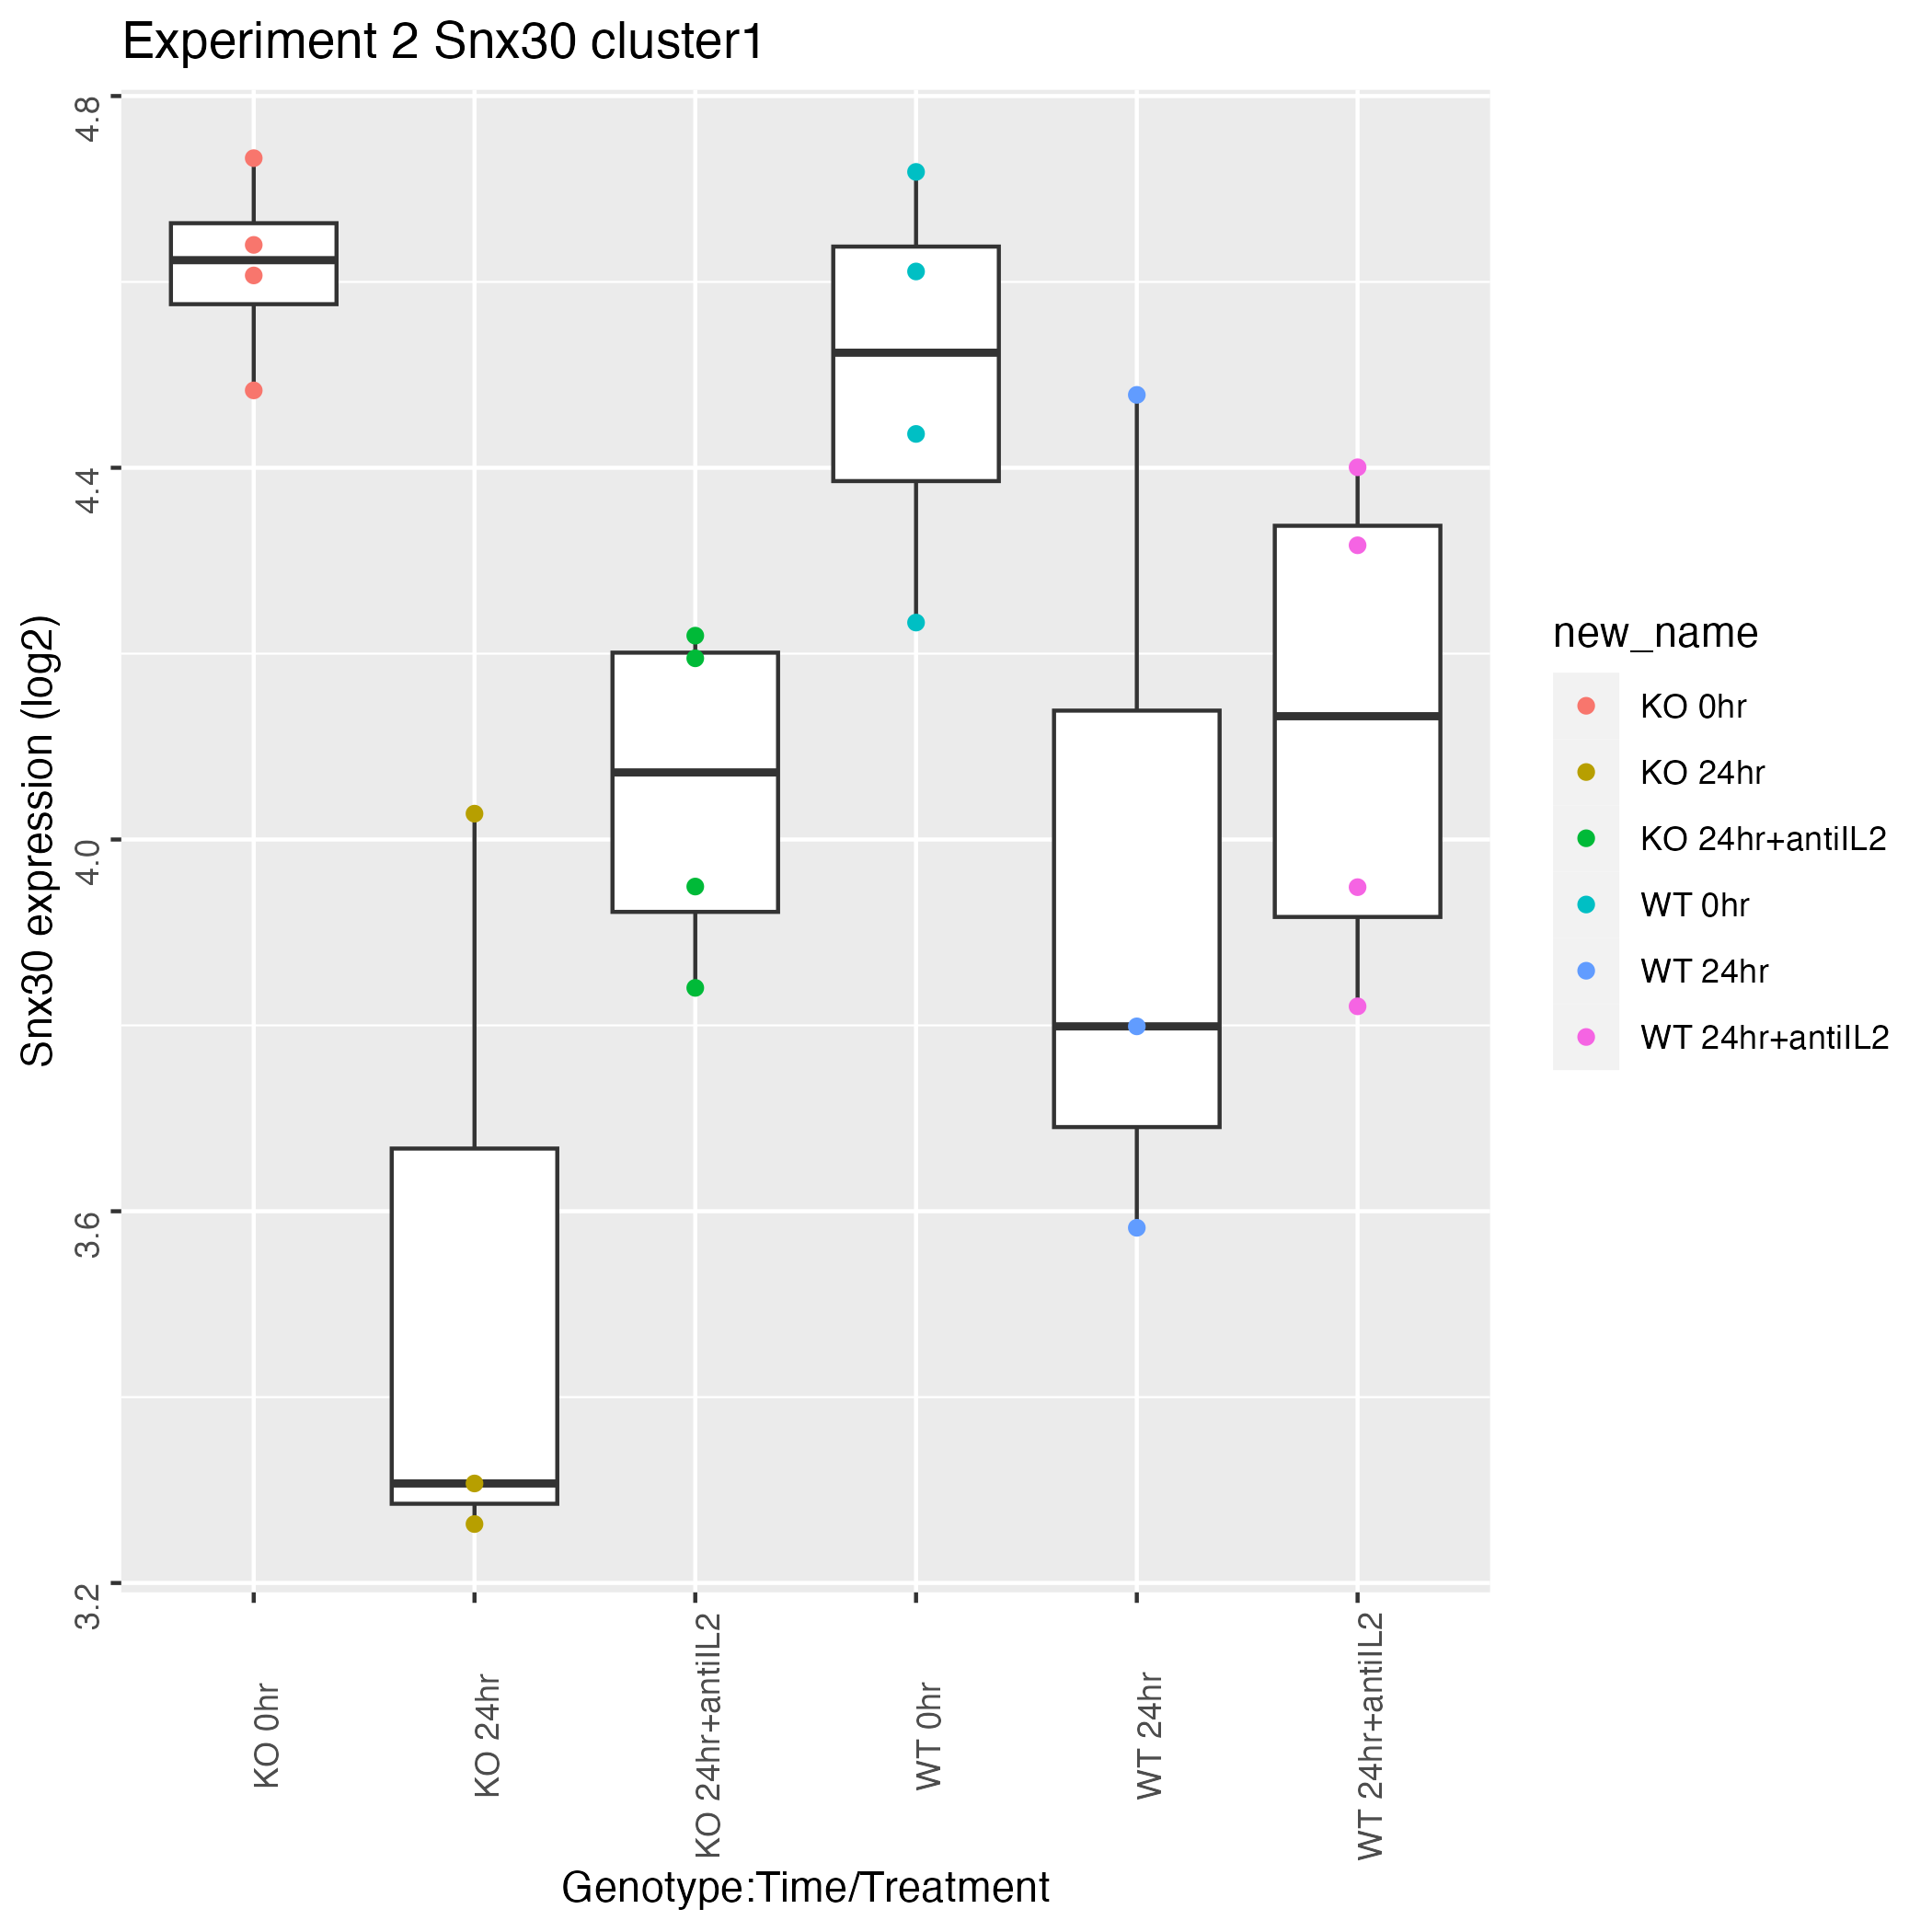 Experiment 2 Snx30 cluster1
Snx30 expression (log2)
4.8
4.4
4.0
3.6
3.2
KO 0hr
KO 24hr
KO 24hr+antiIL2
WT 0hr
WT 24hr
WT 24hr+antiIL2
Genotype:Time/Treatment
new_name
KO 0hr
KO 24hr
KO 24hr+antiIL2
WT 0hr
WT 24hr
WT 24hr+antiIL2